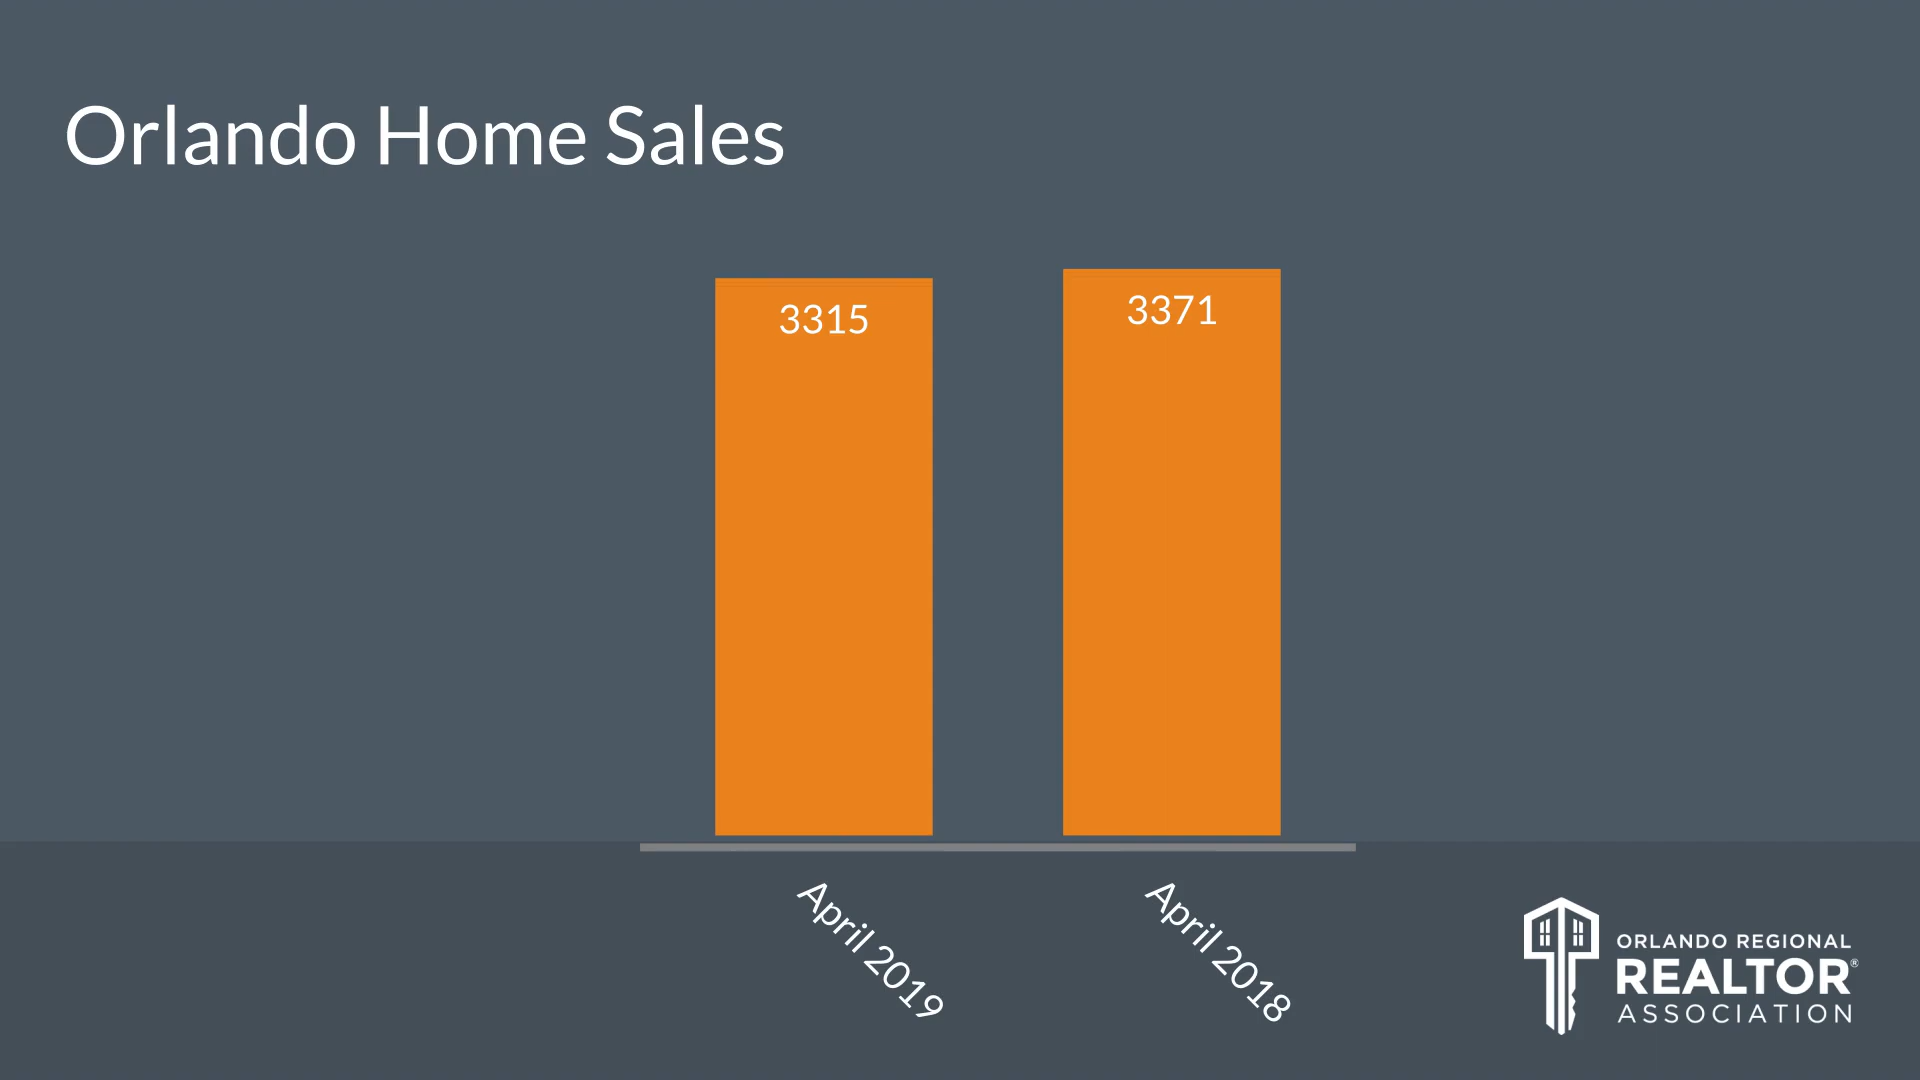 Orlando Home Sales
3315
3371
April 2019
April 2018
ORLANDO REGIONAL
REALTOR®
ASSOCIATION